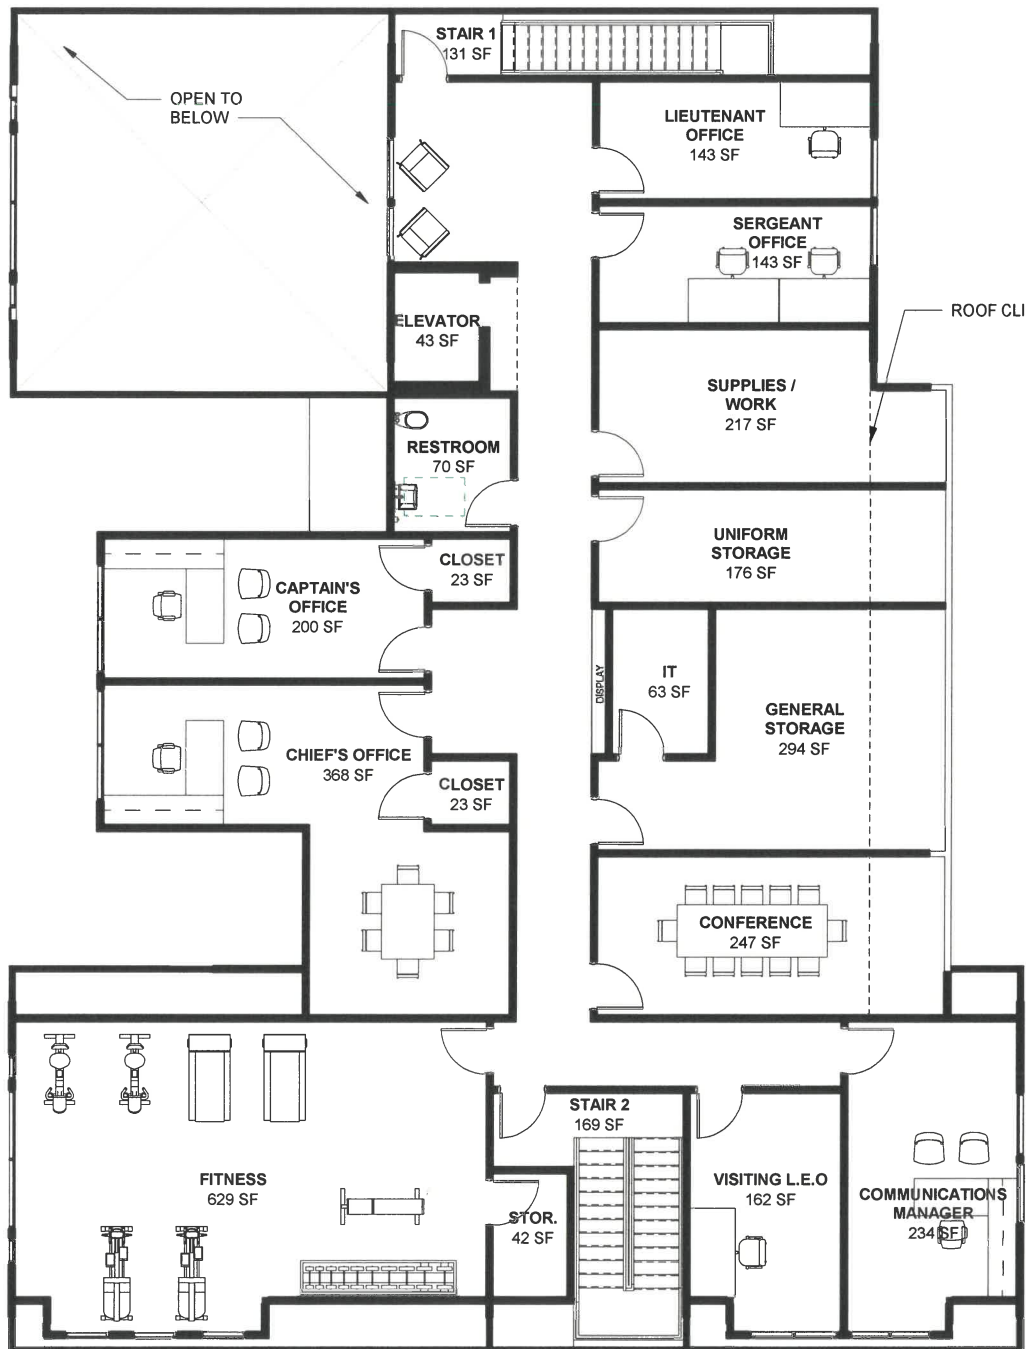 STAIR 1
131 SF
OPEN TO
BELOW
LIEUTENANT
OFFICE
143 SF
SERGEANT
OFFICE
143 SF
ROOF CLI
ELEVATOR
43 SF
SUPPLIES /
WORK
217 SF
RESTROOM
70 SF
UNIFORM
STORAGE
176 SF
CLOSET
23 SF
CAPTAIN'S
OFFICE
200 SF
DISPLAY
IT
63 SF
GENERAL
STORAGE
294 SF
CHIEF'S OFFICE
368 SF
CLOSET
23 SF
CONFERENCE
247 SF
STAIR 2
169 SF
FITNESS
629 SF
VISITING L.E.O
162 SF
COMMUNICATIONS
MANAGER
234 SF
STOR.
42 SF